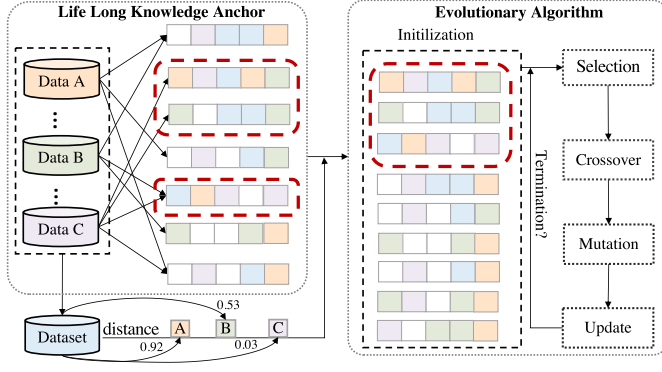 Life Long Knowledge Anchor
Data A
Data B
Data C
Dataset
distance
A
B
C
0.53
0.92
0.03
Evolutionary Algorithm
Initilization
Termination?
Selection
Crossover
Mutation
Update